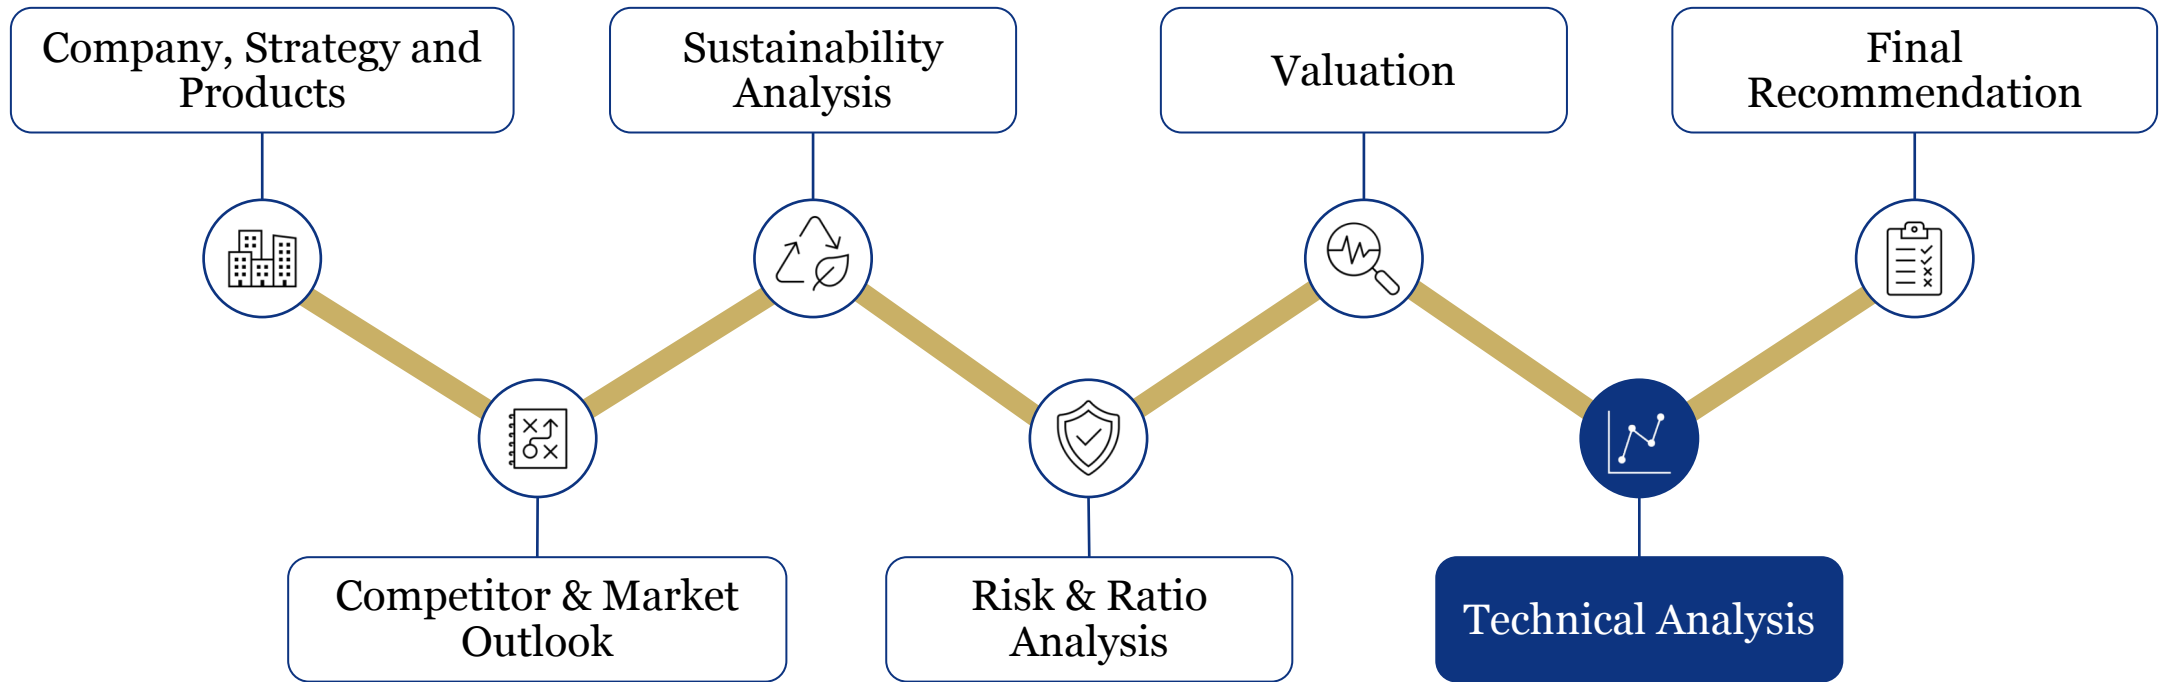 Company, Strategy and
Products
Sustainability
Analysis
Valuation
Final
Recommendation
Competitor & Market
Outlook
Risk & Ratio
Analysis
Technical Analysis